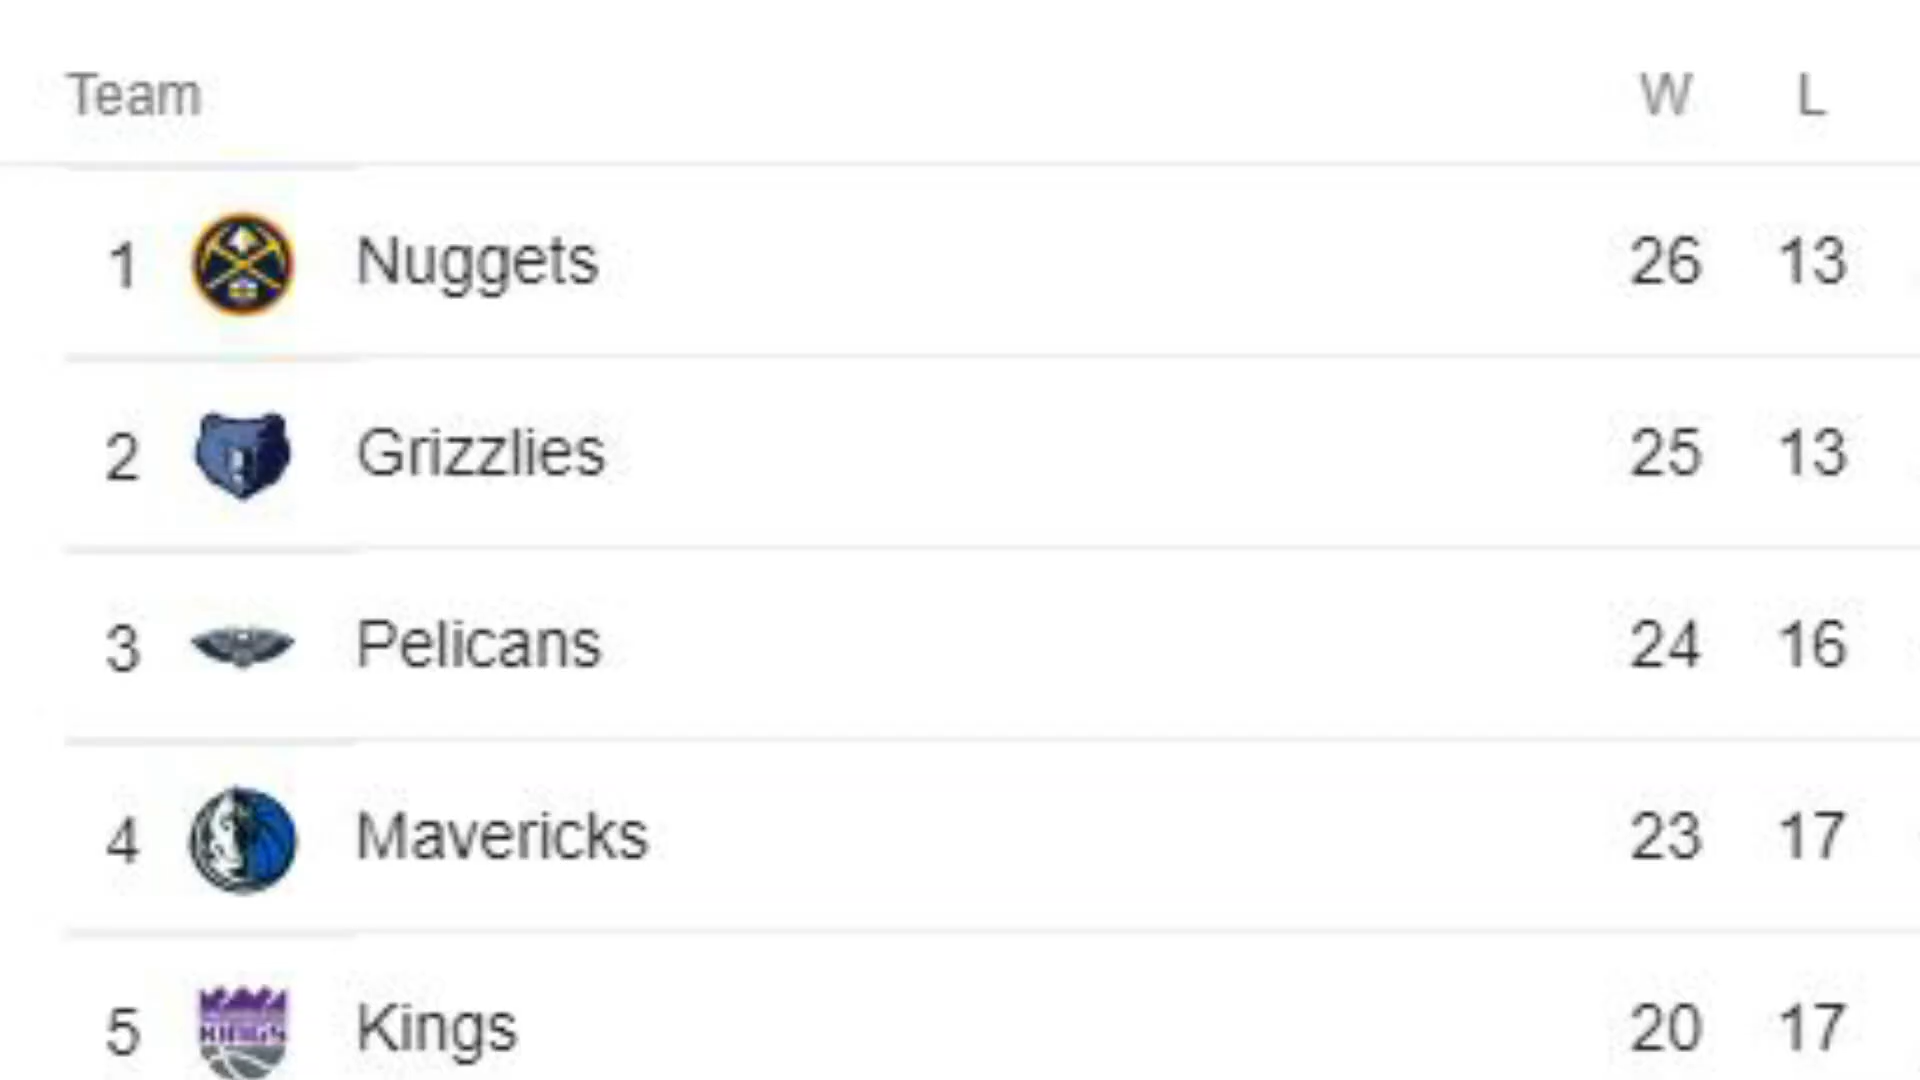 Team W L
1 Nuggets 26 13
2 Grizzlies 25 13
3 Pelicans 24 16
4 Mavericks 23 17
5 KINGS Kings 20 17